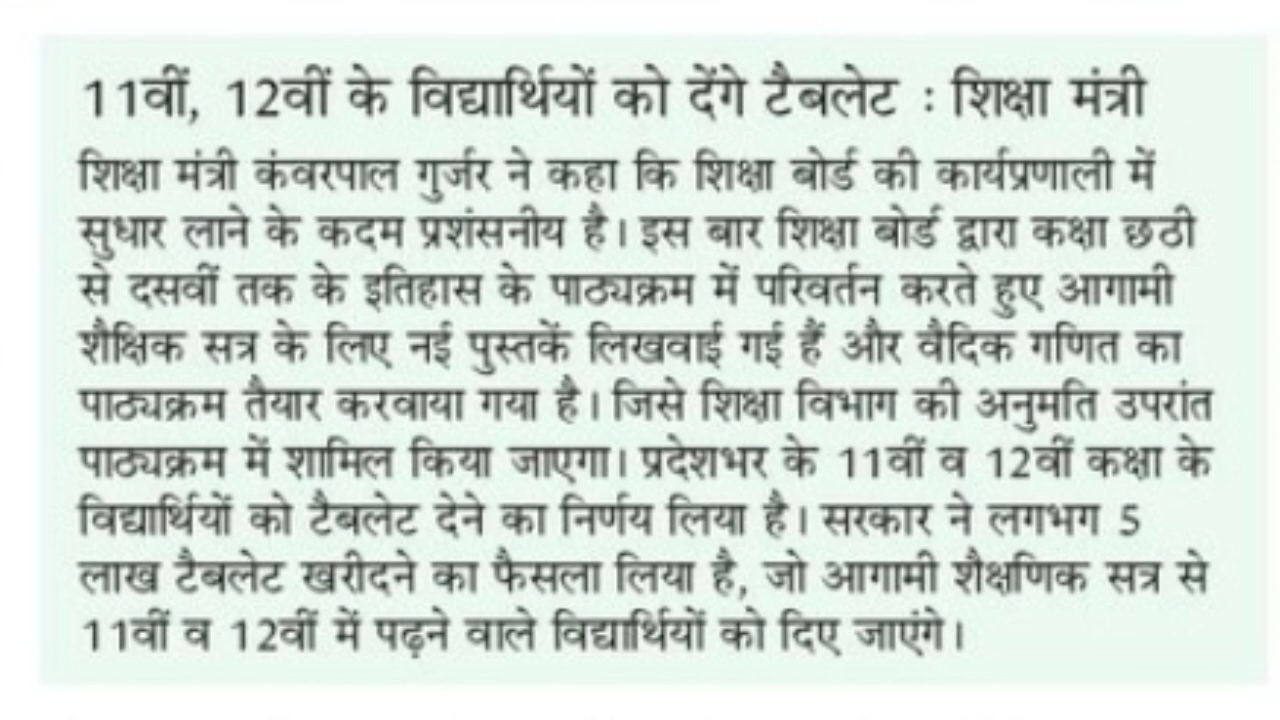 11वीं, 12वीं के विद्यार्थियों को देंगे टैबलेट : शिक्षा मंत्री
शिक्षा मंत्री कंवरपाल गुर्जर ने कहा कि शिक्षा बोर्ड की कार्यप्रणाली में
सुधार लाने के कदम प्रशंसनीय है। इस बार शिक्षा बोर्ड द्वारा कक्षा छठी
से दसवीं तक के इतिहास के पाठ्यक्रम में परिवर्तन करते हुए आगामी
शैक्षिक सत्र के लिए नई पुस्तकें लिखवाई गई हैं और वैदिक गणित का
पाठ्यक्रम तैयार करवाया गया है। जिसे शिक्षा विभाग की अनुमति उपरांत
पाठ्यक्रम में शामिल किया जाएगा। प्रदेशभर के 11वीं व 12वीं कक्षा के
विद्यार्थियों को टैबलेट देने का निर्णय लिया है। सरकार ने लगभग 5
लाख टैबलेट खरीदने का फैसला लिया है, जो आगामी शैक्षणिक सत्र से
11वीं व 12वीं में पढ़ने वाले विद्यार्थियों को दिए जाएंगे।